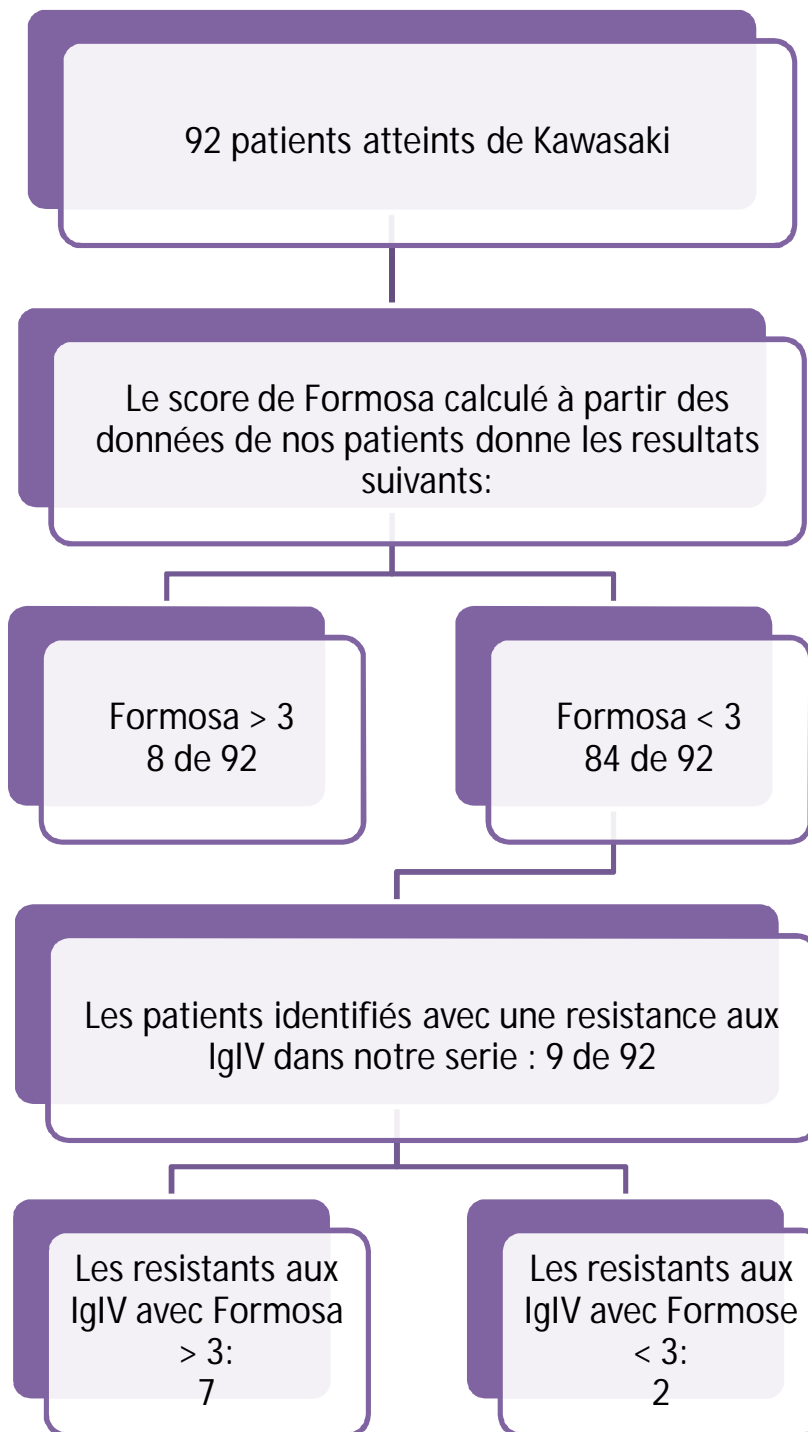 92 patients atteints de Kawasaki
Le score de Formosa calculé à partir des
données de nos patients donne les resultats
suivants:
Formosa > 3
8 de 92
Formosa < 3
84 de 92
Les patients identifiés avec une resistance aux
IgIV dans notre serie : 9 de 92
Les resistants aux
IgIV avec Formosa
> 3:
7
Les resistants aux
IgIV avec Formose
< 3:
2